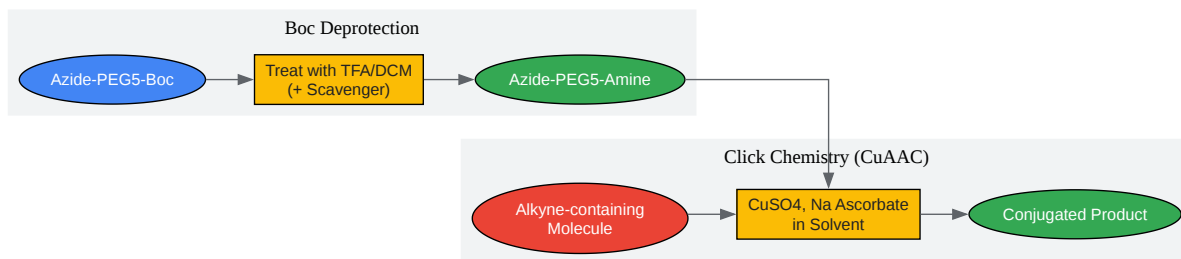 Boc Deprotection
Azide-PEG5-Boc
Treat with TFA/DCM
(+ Scavenger)
Azide-PEG5-Amine
Click Chemistry (CuAAC)
Alkyne-containing
Molecule
CuSO4, Na Ascorbate
in Solvent
Conjugated Product